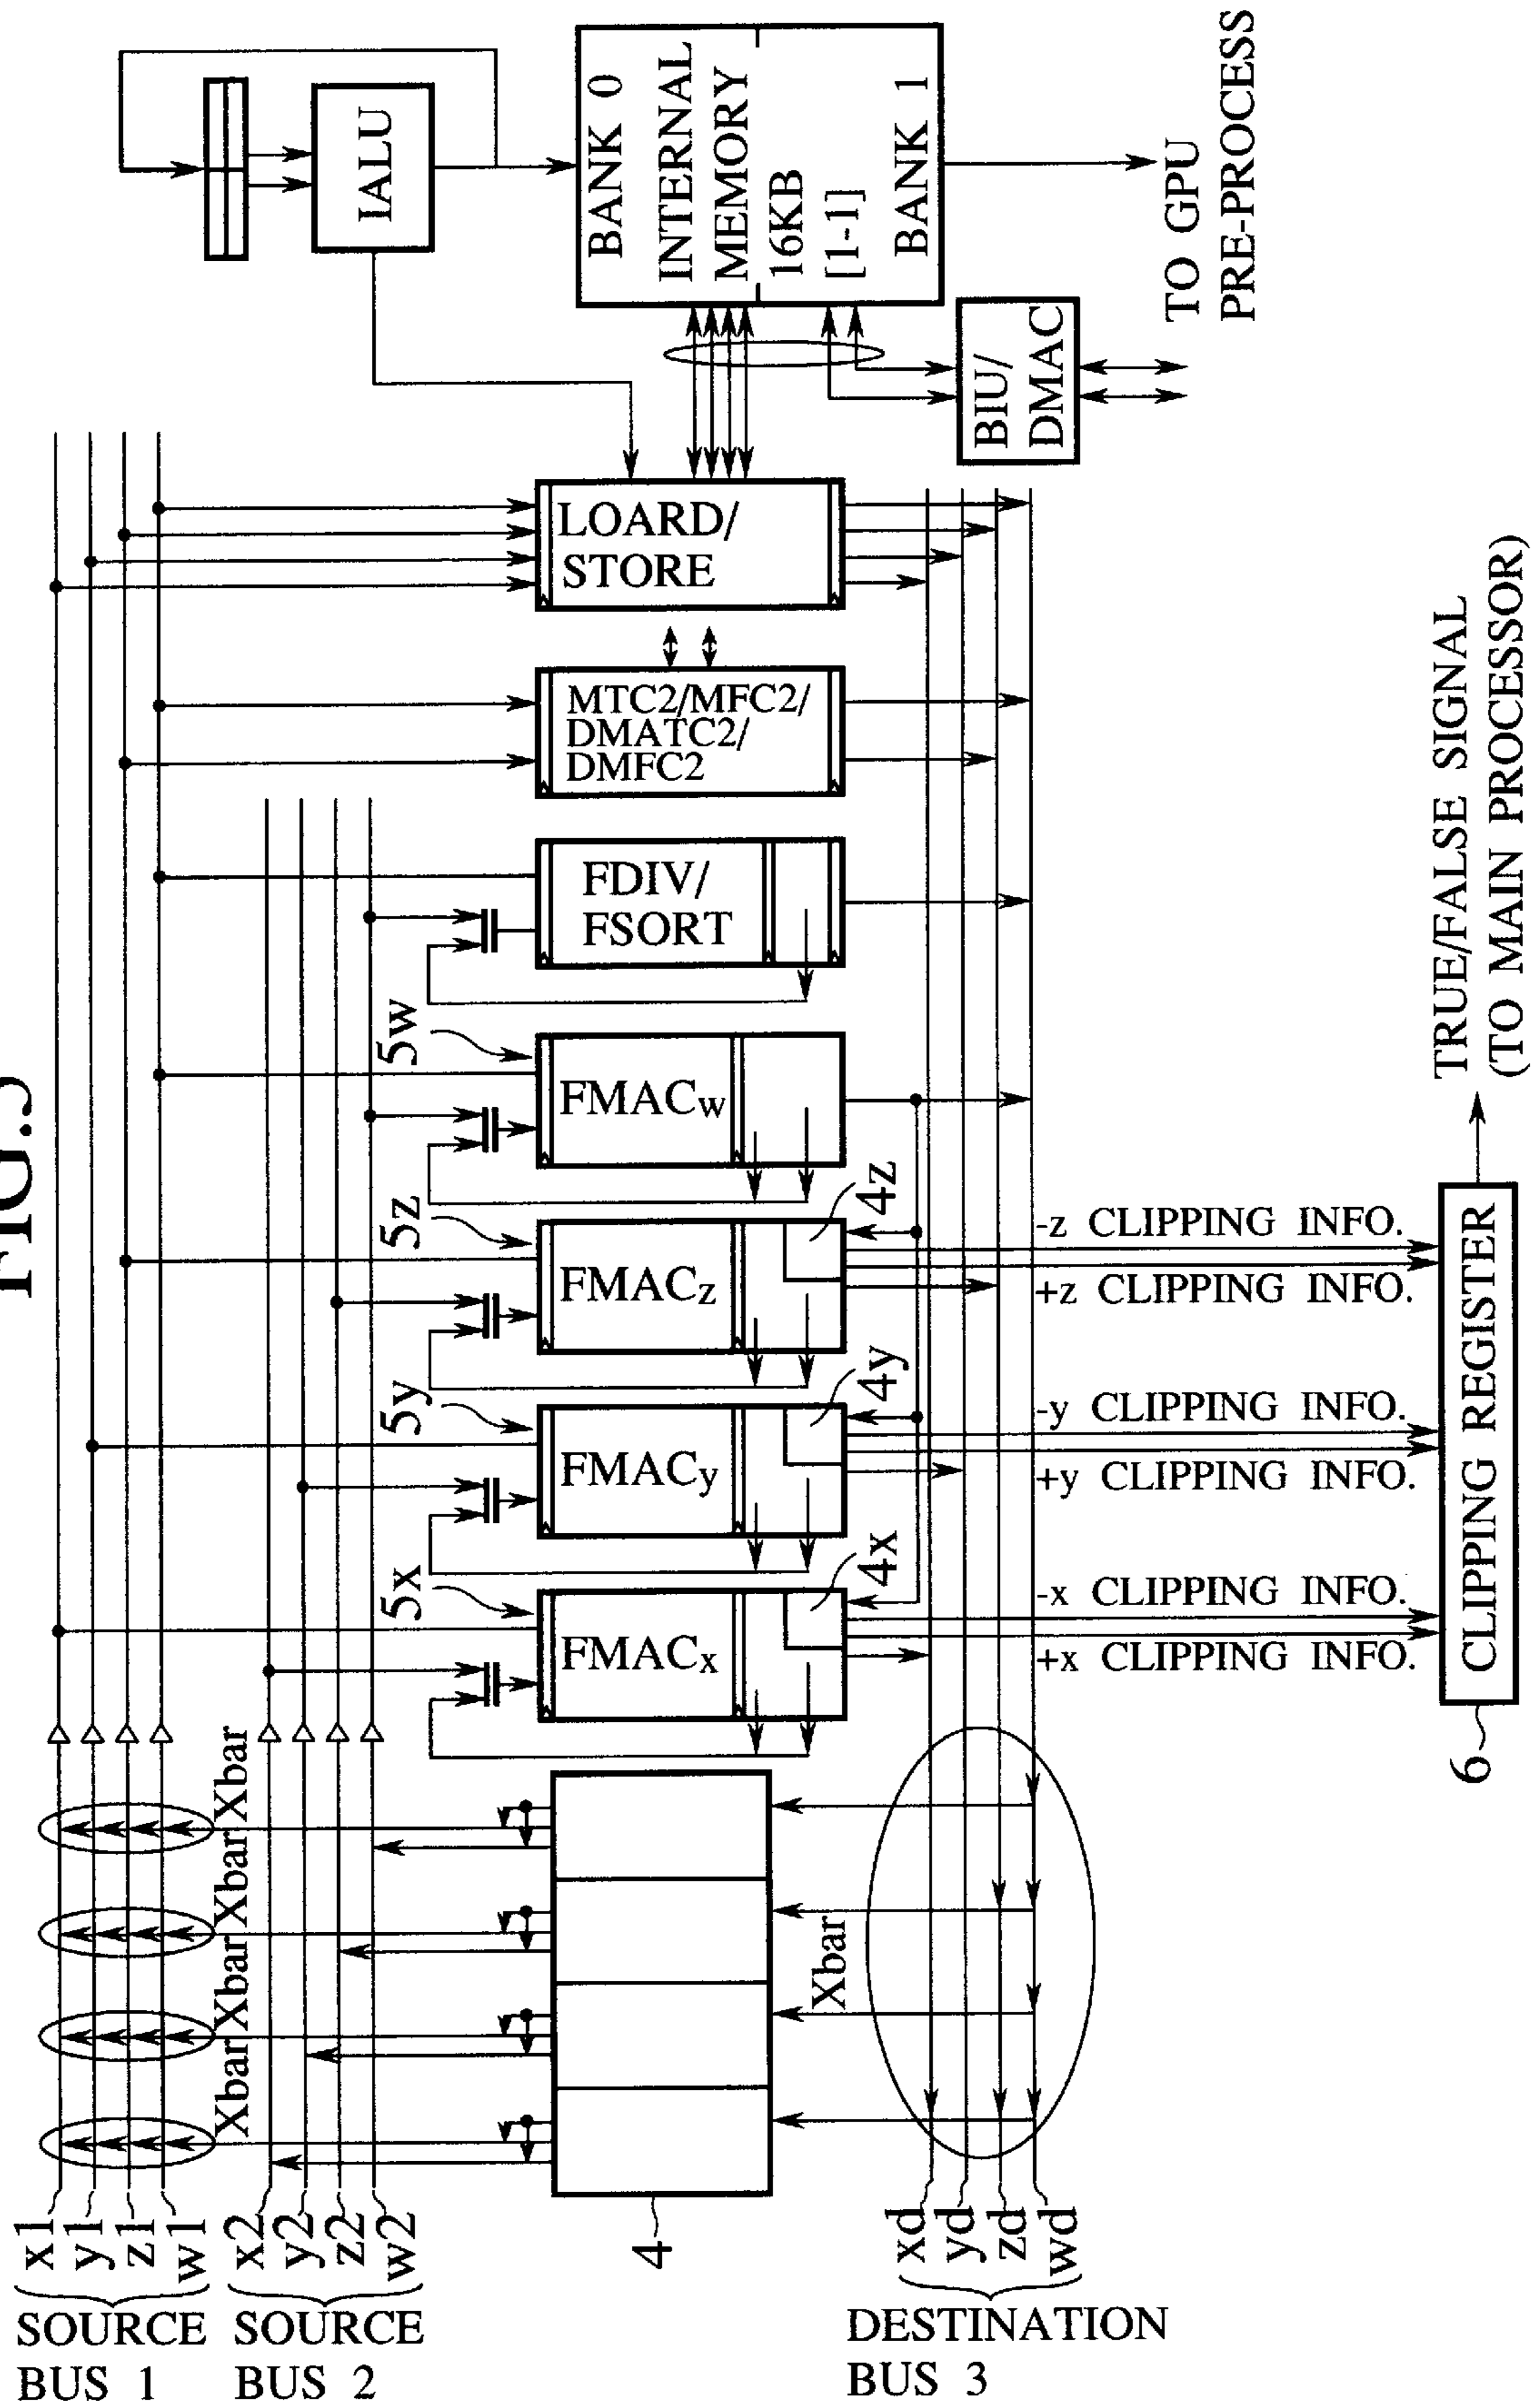 FIG.5
x1
y1
z1
w1
SOURCE
BUS 1
x2
y2
z2
w2
SOURCE
BUS 2
Xbar
Xbar
Xbar
Xbar
4
Xbar
xd
yd
zd
wd
DESTINATION
BUS 3
5x
FMACx
4x
5y
FMACy
4y
5z
FMACz
4z
5w
FMACw
FDIV/
FSORT
MTC2/MFC2/
DMATC2/
DMFC2
LOARD/
STORE
IALU
BANK 0
INTERNAL
MEMORY
16KB
[1-1]
BANK 1
BIU/
DMAC
TO GPU
PRE-PROCESS
-x CLIPPING INFO.
+x CLIPPING INFO.
-y CLIPPING INFO.
+y CLIPPING INFO.
-z CLIPPING INFO.
+z CLIPPING INFO.
6
CLIPPING REGISTER
TRUE/FALSE SIGNAL
(TO MAIN PROCESSOR)